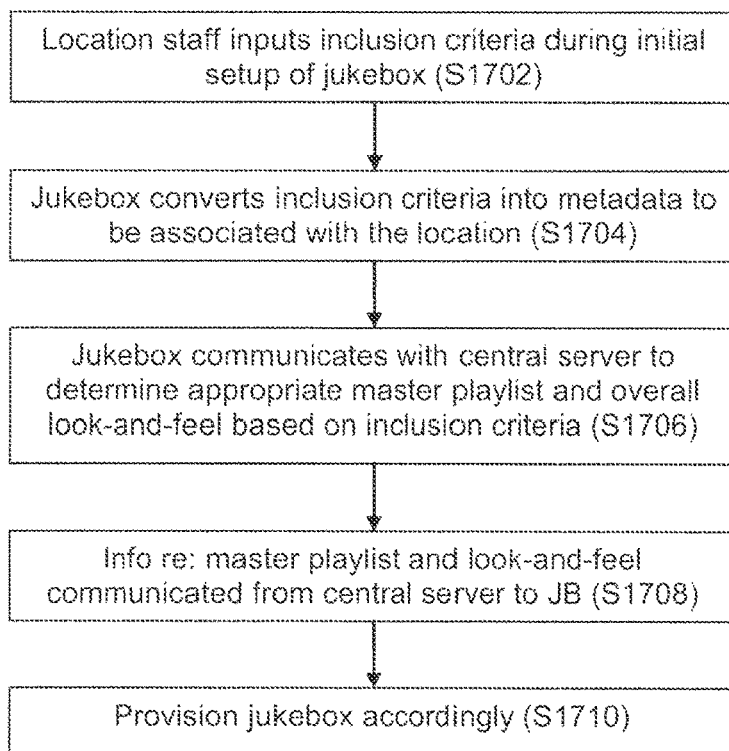 Location staff inputs inclusion criteria during initial
setup of jukebox (S1702)
Jukebox converts inclusion criteria into metadata to
be associated with the location (S1704)
Jukebox communicates with central server to
determine appropriate master playlist and overall
look-and-feel based on inclusion criteria (S1706)
Info re: master playlist and look-and-feel
communicated from central server to JB (S1708)
Provision jukebox accordingly (S1710)